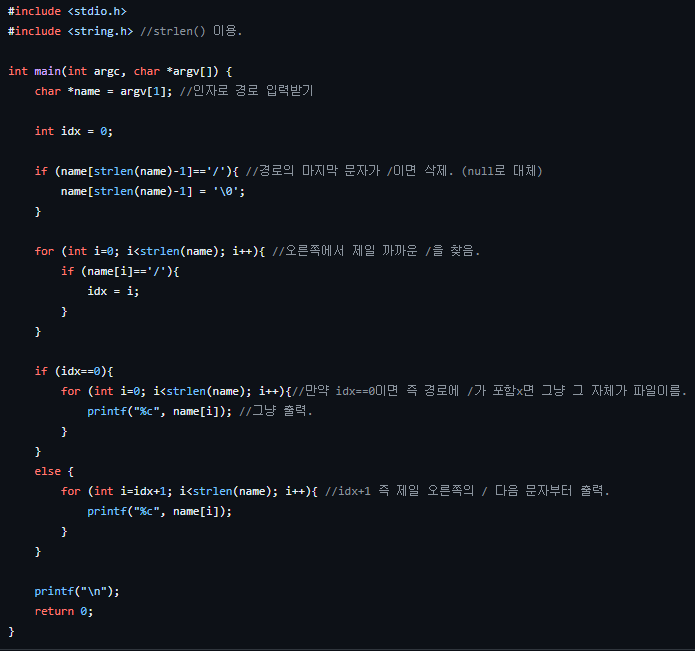 #include <stdio.h>
#include <string.h> //strlen() 이용.
int main(int argc, char *argv[]) {
char *name = argv[1]; //인자로 경로 입력받기
int idx = 0;
if (name[strlen(name)-1]=='/'){ //경로의 마지막 문자가 /이면 삭제. (null로 대체)
name[strlen(name)-1] = '\0';
}
for (int i=0; i<strlen(name); i++){ //오른쪽에서 제일 까까운 /을 찾음.
if (name[i]=='/'){
idx = i;
}
}
if (idx==0){
for (int i=0; i<strlen(name); i++){//만약 idx==0이면 즉 경로에 /가 포함x면 그냥 그 자체가 파일이름.
printf("%c", name[i]); //그냥 출력.
}
}
else {
for (int i=idx+1; i<strlen(name); i++){ //idx+1 즉 제일 오른쪽의 / 다음 문자부터 출력.
printf("%c", name[i]);
}
}
printf("\n");
return 0;
}